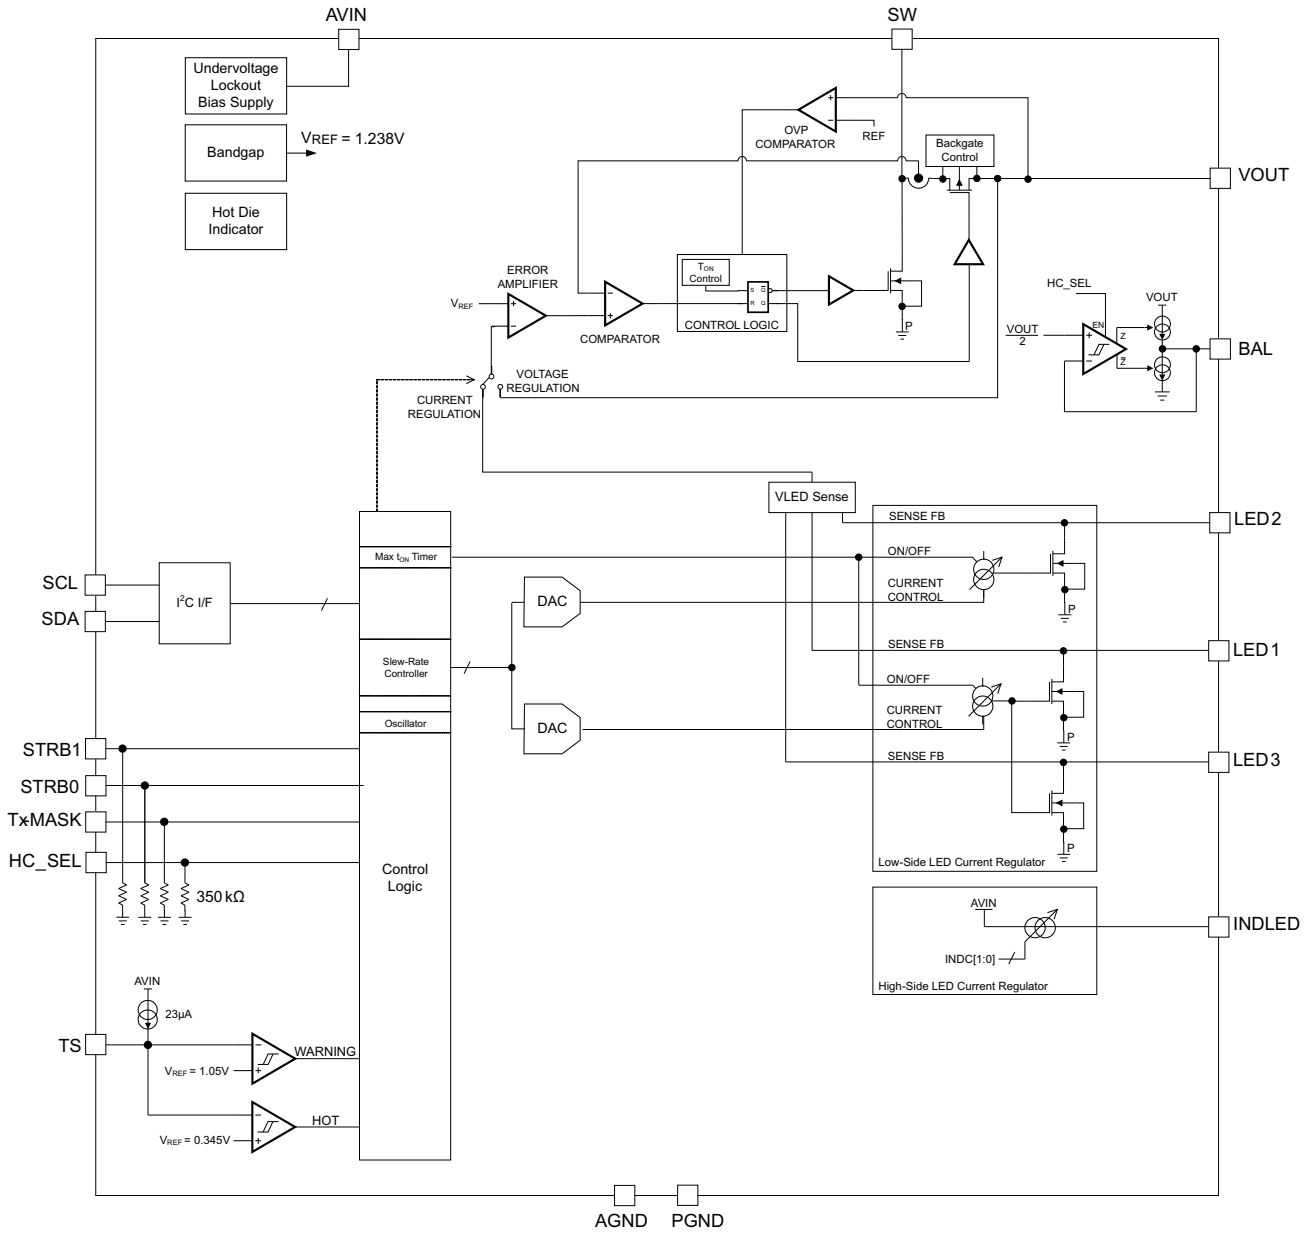 AVIN
SW
Undervoltage
Lockout
Bias Supply
Bandgap
VREF = 1.238V
Hot Die
Indicator
OVP
COMPARATOR
+
−
REF
Backgate
Control
VOUT
ERROR
AMPLIFIER
VREF
+
−
−
+
COMPARATOR
TON
Control
S
Q̅
R
Q
CONTROL LOGIC
P
HC_SEL
VOUT
EN
VOUT
2
+
−
Z
Z̅
BAL
VOLTAGE
REGULATION
CURRENT
REGULATION
VLED Sense
SENSE FB
LED2
Max tON Timer
ON/OFF
CURRENT
CONTROL
P
SCL
SDA
I²C I/F
DAC
Slew-Rate
Controller
SENSE FB
LED1
ON/OFF
CURRENT
CONTROL
P
Oscillator
DAC
SENSE FB
LED3
P
Low-Side LED Current Regulator
STRB1
STRB0
Tx-MASK
HC_SEL
350 kΩ
Control
Logic
AVIN
INDC[1:0]
INDLED
High-Side LED Current Regulator
AVIN
23µA
TS
−
+
WARNING
VREF = 1.05V
−
+
HOT
VREF = 0.345V
AGND
PGND